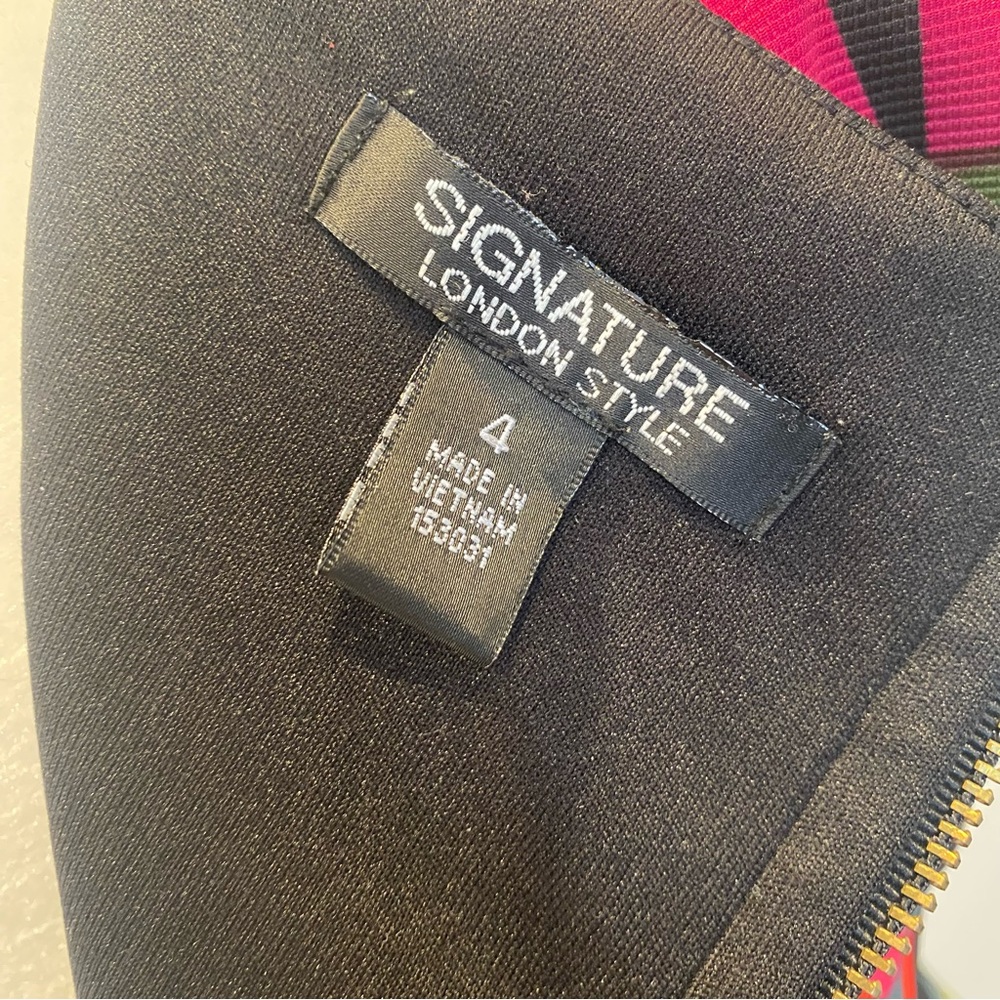 SIGNATURE
LONDON STYLE
4
MADE IN
VIETNAM
153031